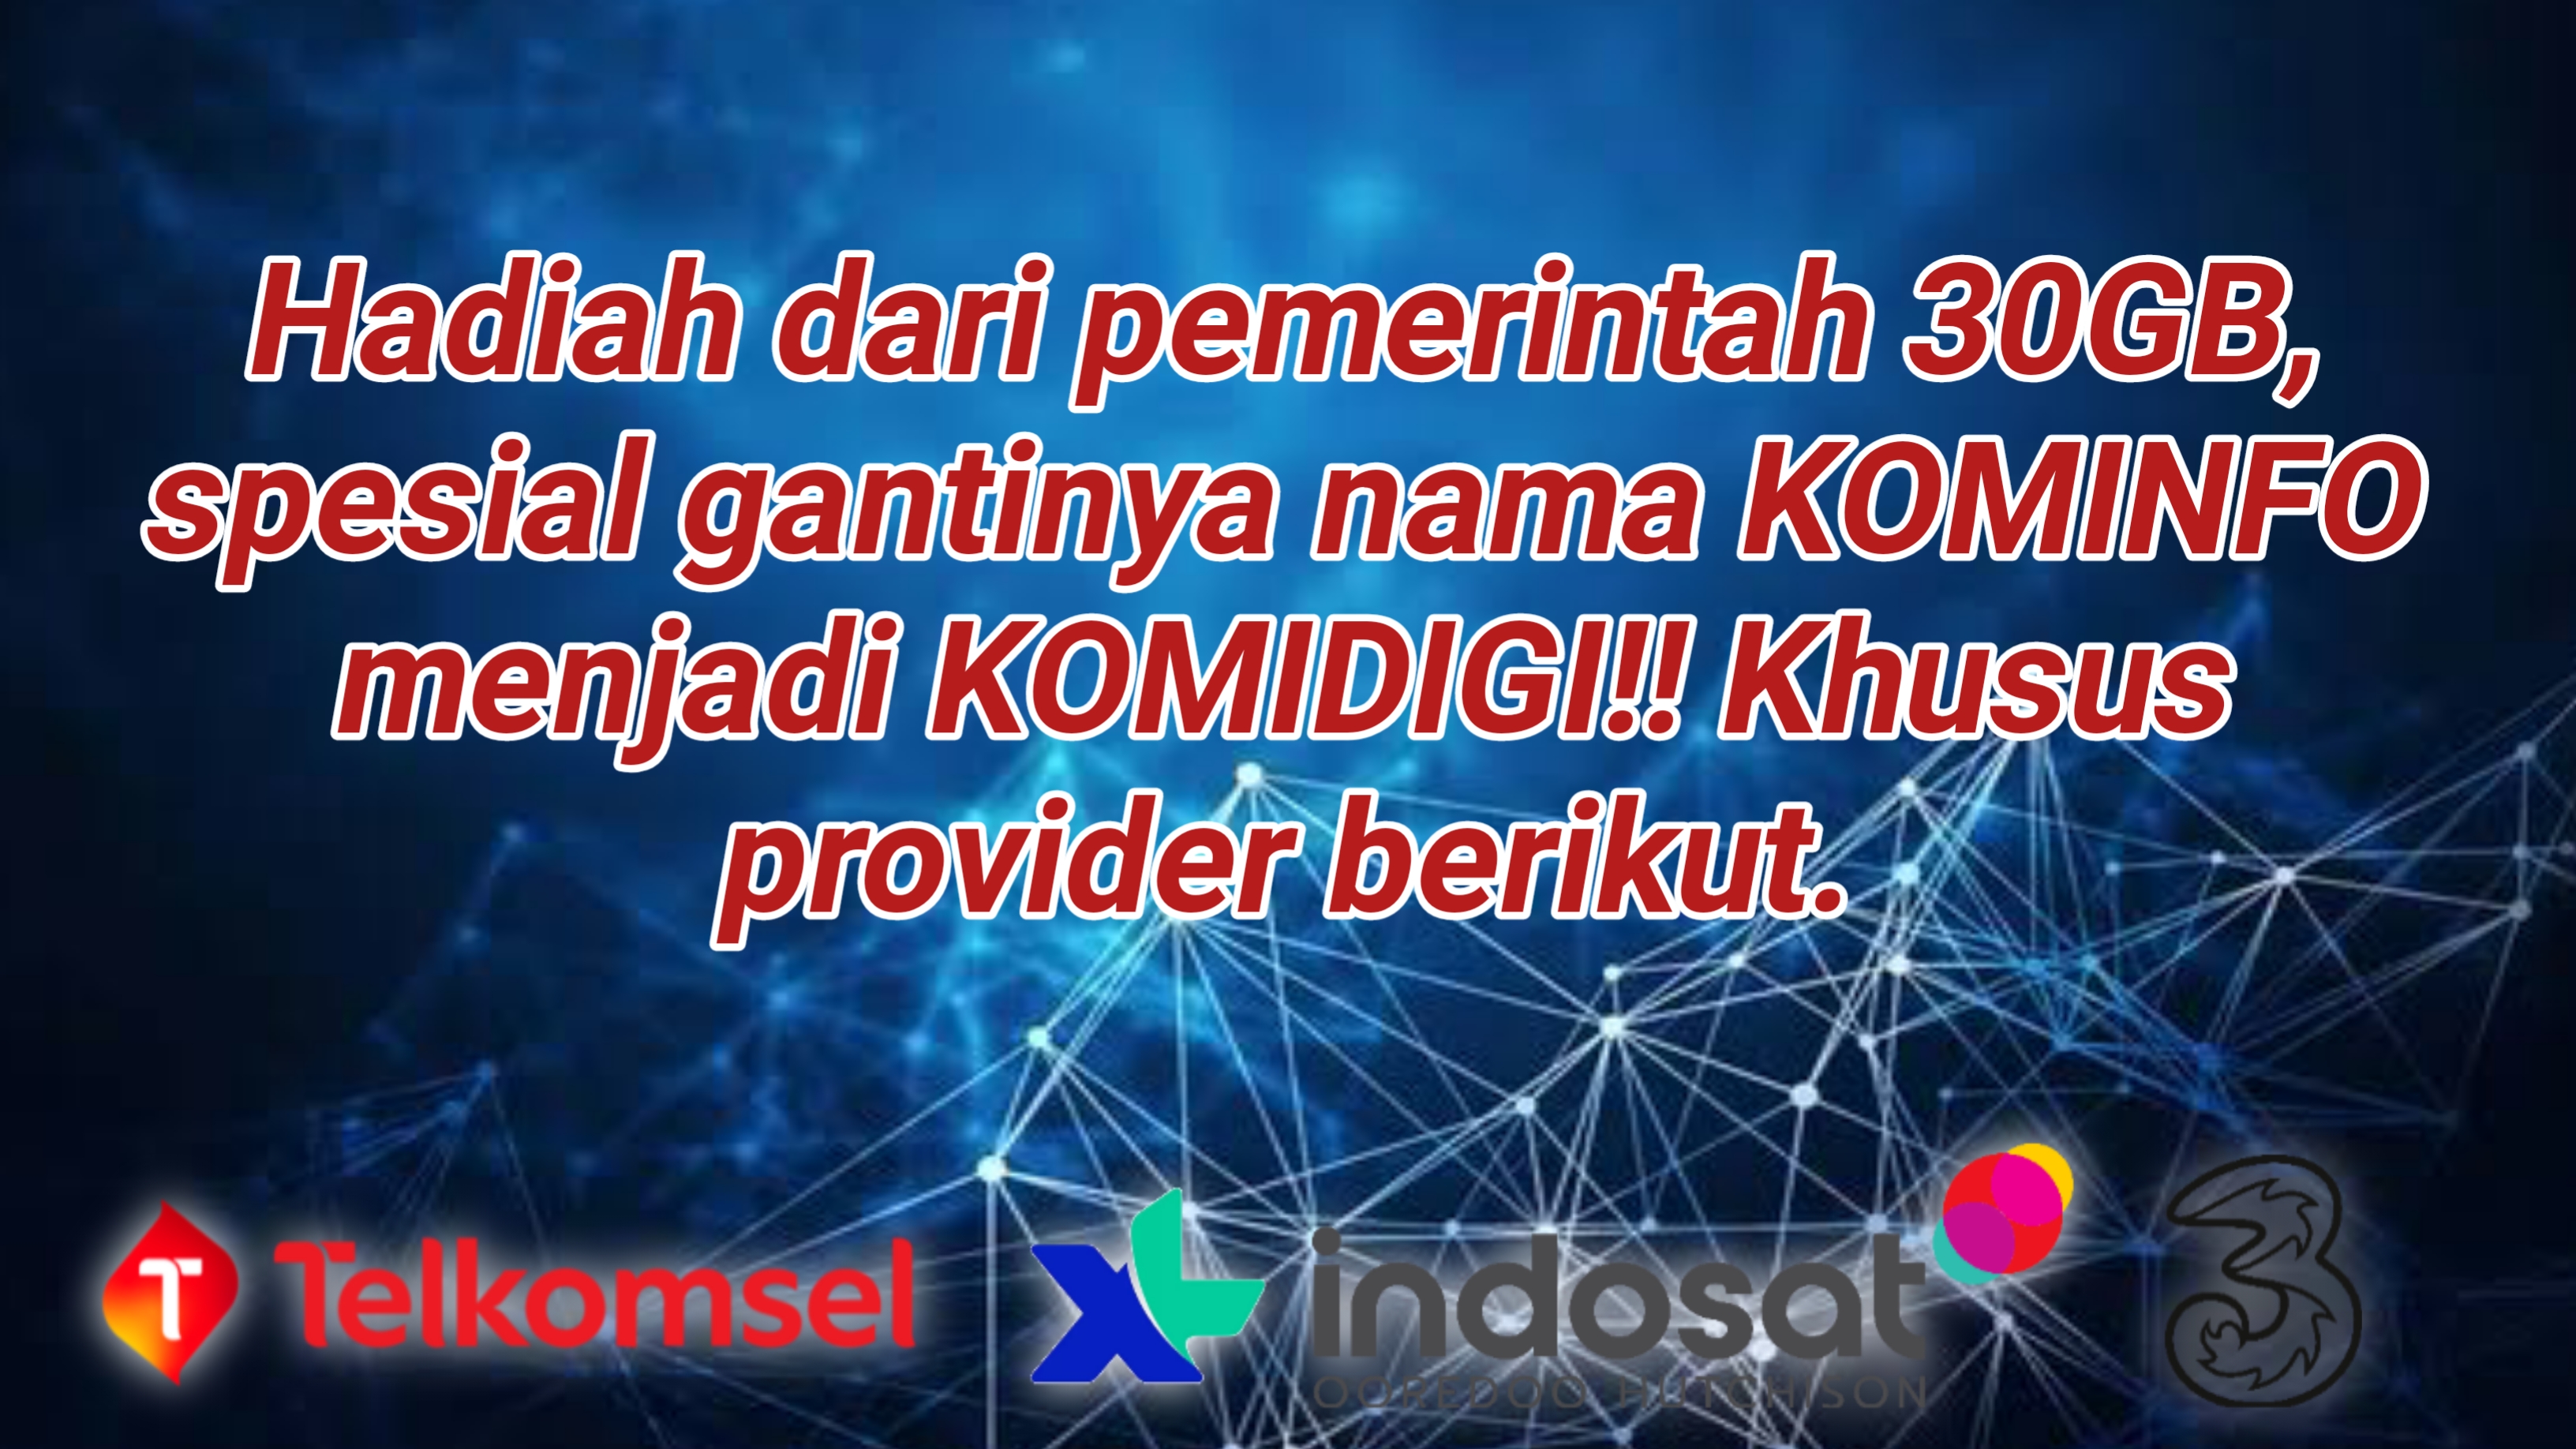 Hadiah dari pemerintah 30GB,
spesial gantinya nama KOMINFO
menjadi KOMIDIGI!! Khusus
provider berikut.
T Telkomsel XL indosat 3
OOREDOO HUTCHISON